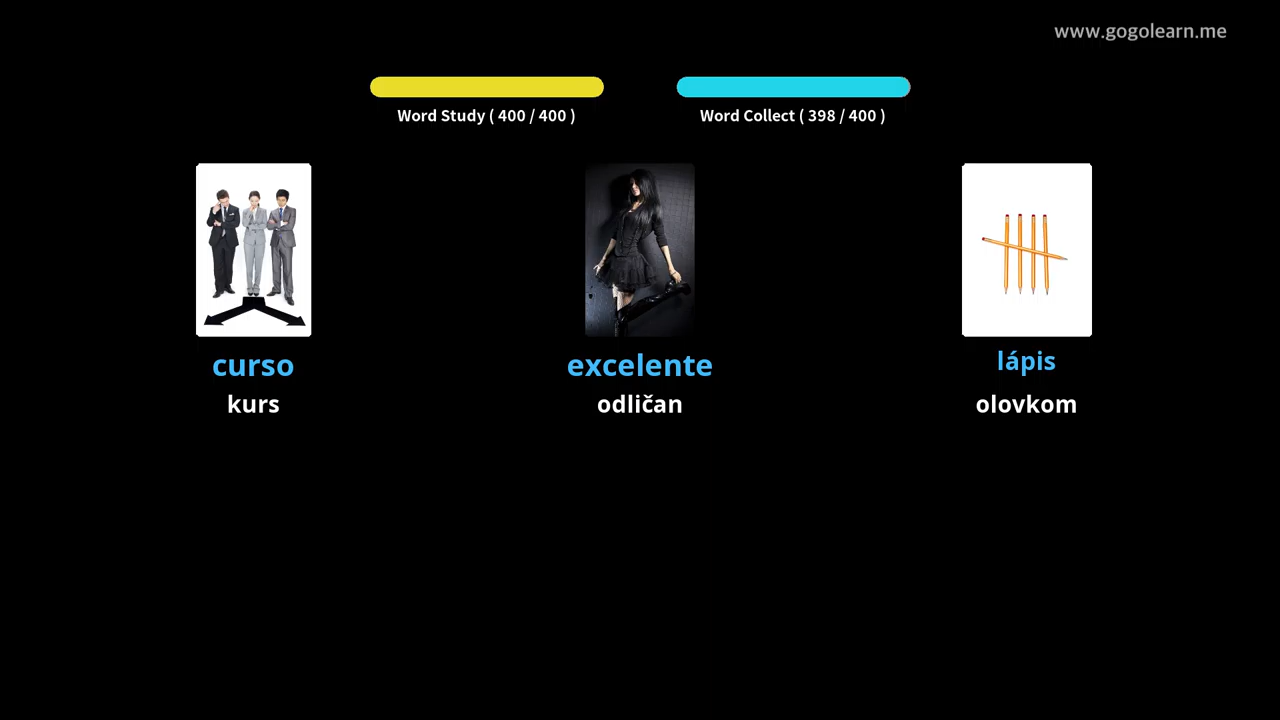 www.gogolearn.me
Word Study ( 400 / 400 )
Word Collect ( 398 / 400 )
curso
excelente
lápis
kurs
odličan
olovkom